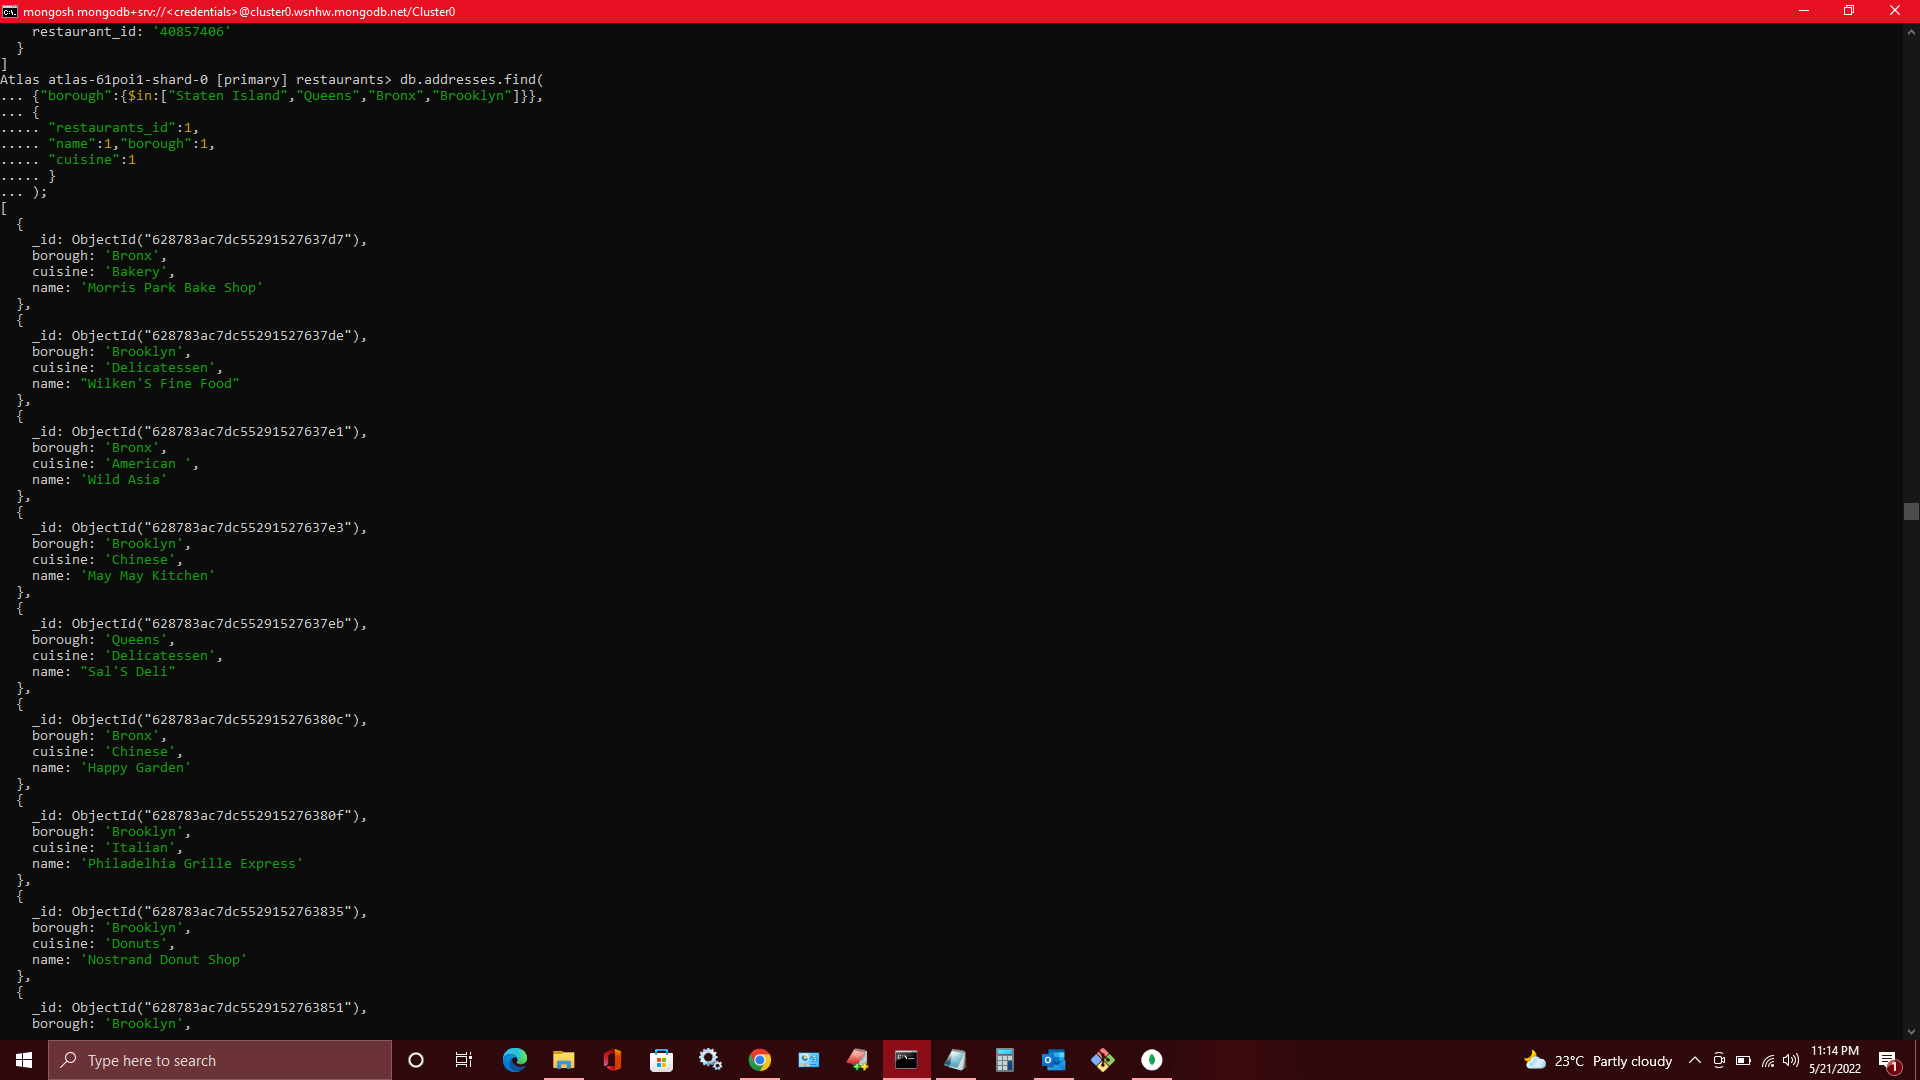 mongosh mongodb+srv://<credentials>@cluster0.wsnhw.mongodb.net/Cluster0
    restaurant_id: '40857406'
  }
]
Atlas atlas-61poi1-shard-0 [primary] restaurants> db.addresses.find(
... {"borough":{$in:["Staten Island","Queens","Bronx","Brooklyn"]}},
... {
..... "restaurants_id":1,
..... "name":1,"borough":1,
..... "cuisine":1
..... }
... );
[
  {
    _id: ObjectId("628783ac7dc55291527637d7"),
    borough: 'Bronx',
    cuisine: 'Bakery',
    name: 'Morris Park Bake Shop'
  },
  {
    _id: ObjectId("628783ac7dc55291527637de"),
    borough: 'Brooklyn',
    cuisine: 'Delicatessen',
    name: "Wilken'S Fine Food"
  },
  {
    _id: ObjectId("628783ac7dc55291527637e1"),
    borough: 'Bronx',
    cuisine: 'American ',
    name: 'Wild Asia'
  },
  {
    _id: ObjectId("628783ac7dc55291527637e3"),
    borough: 'Brooklyn',
    cuisine: 'Chinese',
    name: 'May May Kitchen'
  },
  {
    _id: ObjectId("628783ac7dc55291527637eb"),
    borough: 'Queens',
    cuisine: 'Delicatessen',
    name: "Sal'S Deli"
  },
  {
    _id: ObjectId("628783ac7dc552915276380c"),
    borough: 'Bronx',
    cuisine: 'Chinese',
    name: 'Happy Garden'
  },
  {
    _id: ObjectId("628783ac7dc552915276380f"),
    borough: 'Brooklyn',
    cuisine: 'Italian',
    name: 'Philadelhia Grille Express'
  },
  {
    _id: ObjectId("628783ac7dc5529152763835"),
    borough: 'Brooklyn',
    cuisine: 'Donuts',
    name: 'Nostrand Donut Shop'
  },
  {
    _id: ObjectId("628783ac7dc5529152763851"),
    borough: 'Brooklyn',
Type here to search
23°C Partly cloudy
11:14 PM
5/21/2022
1